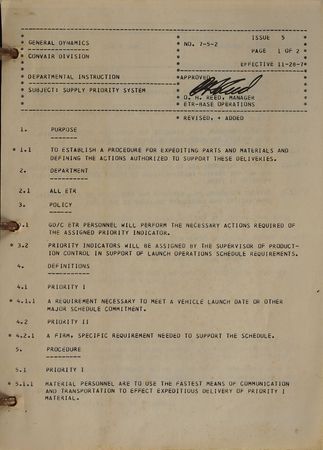 ISSUE 5
* GENERAL DYNAMICS * NO. 7-5-2
PAGE 1 OF 2 *
* CONVAIR DIVISION
EFFECTIVE 11-26-7
* DEPARTMENTAL INSTRUCTION *APPROVED
* SUBJECT: SUPPLY PRIORITY SYSTEM
* O. H. REED, MANAGER
* ETR-BASE OPERATIONS *
* REVISED, + ADDED
1. PURPOSE
* 1.1 TO ESTABLISH A PROCEDURE FOR EXPEDITING PARTS AND MATERIALS AND
DEFINING THE ACTIONS AUTHORIZED TO SUPPORT THESE DELIVERIES.
2. DEPARTMENT
2.1 ALL ETR
3. POLICY
.1 GD/C ETR PERSONNEL WILL PERFORM THE NECESSARY ACTIONS REQUIRED OF
THE ASSIGNED PRIORITY INDICATOR.
* 3.2 PRIORITY INDICATORS WILL BE ASSIGNED BY THE SUPERVISOR OF PRODUCT-
ION CONTROL IN SUPPORT OF LAUNCH OPERATIONS SCHEDULE REQUIREMENTS.
4. DEFINITIONS
4.1 PRIORITY I
* 4.1.1 A REQUIREMENT NECESSARY TO MEET A VEHICLE LAUNCH DATE OR OTHER
MAJOR SCHEDULE COMMITMENT.
4.2 PRIORITY II
* 4.2.1 A FIRM, SPECIFIC REQUIREMENT NEEDED TO SUPPORT THE SCHEDULE.
5. PROCEDURE
5.1 PRIORITY I
* 5.1.1 MATERIAL PERSONNEL ARE TO USE THE FASTEST MEANS OF COMMUNICATION
AND TRANSPORTATION TO EFFECT EXPEDITIOUS DELIVERY OF PRIORITY I
MATERIAL.